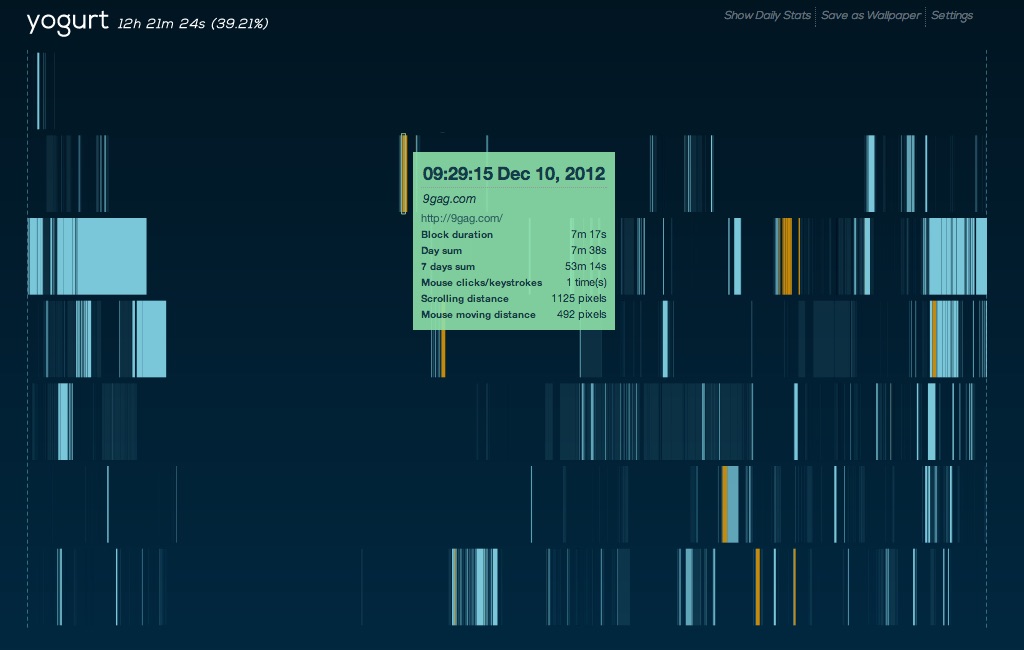 yogurt 12h 21m 24s (39.21%)
Show Daily Stats Save as Wallpaper Settings
09:29:15 Dec 10, 2012
9gag.com
http://9gag.com/
Block duration 7m 17s
Day sum 7m 38s
7 days sum 53m 14s
Mouse clicks/keystrokes 1 time(s)
Scrolling distance 1125 pixels
Mouse moving distance 492 pixels